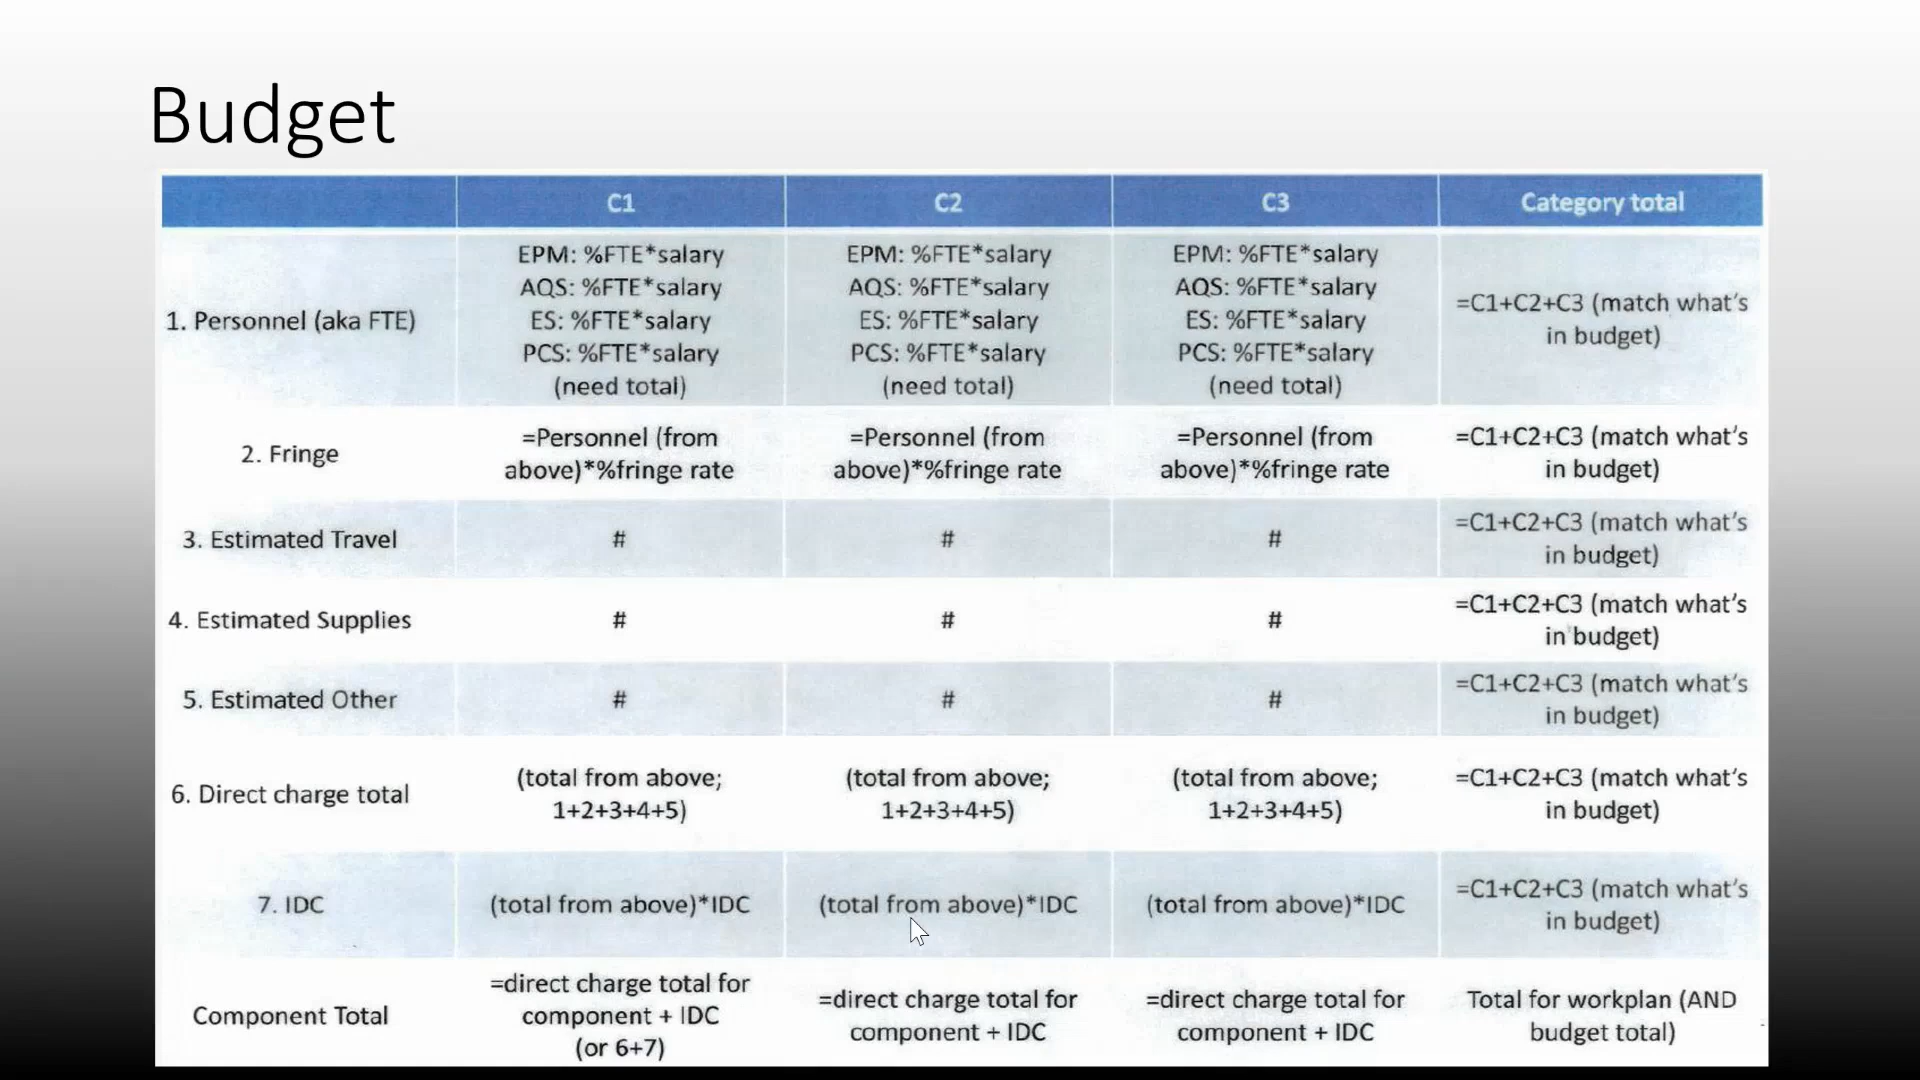 Budget
C1 C2 C3 Category total
1. Personnel (aka FTE)
EPM: %FTE*salary
AQS: %FTE*salary
ES: %FTE*salary
PCS: %FTE*salary
(need total)
EPM: %FTE*salary
AQS: %FTE*salary
ES: %FTE*salary
PCS: %FTE*salary
(need total)
EPM: %FTE*salary
AQS: %FTE*salary
ES: %FTE*salary
PCS: %FTE*salary
(need total)
=C1+C2+C3 (match what's
in budget)
2. Fringe
=Personnel (from
above)*%fringe rate
=Personnel (from
above)*%fringe rate
=Personnel (from
above)*%fringe rate
=C1+C2+C3 (match what's
in budget)
3. Estimated Travel
#
#
#
=C1+C2+C3 (match what's
in budget)
4. Estimated Supplies
#
#
#
=C1+C2+C3 (match what's
in budget)
5. Estimated Other
#
#
#
=C1+C2+C3 (match what's
in budget)
6. Direct charge total
(total from above;
1+2+3+4+5)
(total from above;
1+2+3+4+5)
(total from above;
1+2+3+4+5)
=C1+C2+C3 (match what's
in budget)
7. IDC
(total from above)*IDC
(total from above)*IDC
(total from above)*IDC
=C1+C2+C3 (match what's
in budget)
Component Total
=direct charge total for
component + IDC
(or 6+7)
=direct charge total for
component + IDC
=direct charge total for
component + IDC
Total for workplan (AND
budget total)